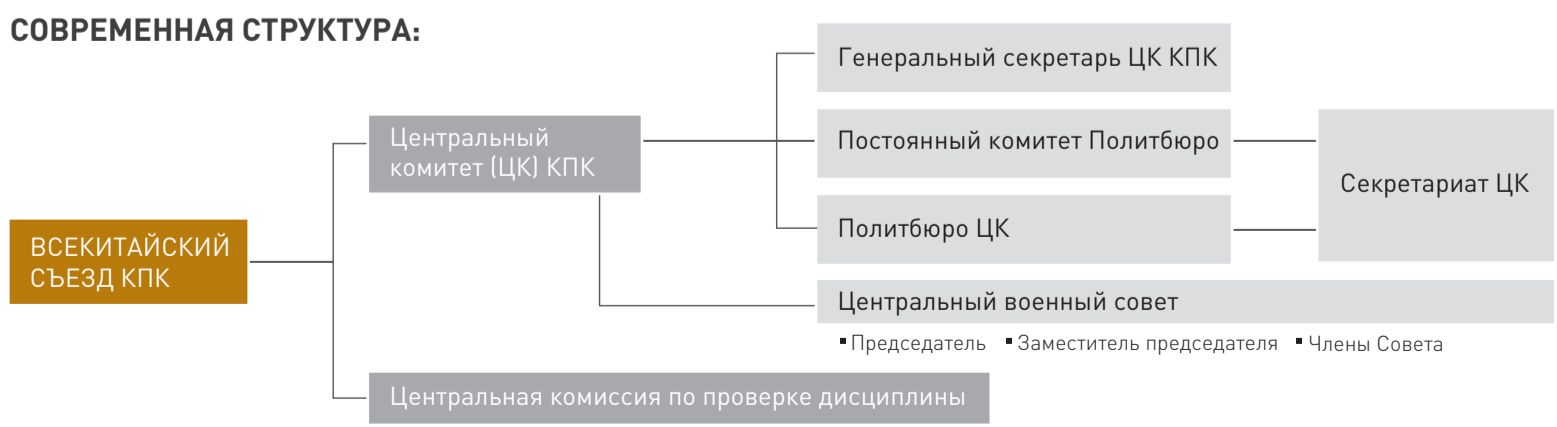 СОВРЕМЕННАЯ СТРУКТУРА:
Генеральный секретарь ЦК КПК
Центральный
комитет (ЦК) КПК
Постоянный комитет Политбюро
Секретариат ЦК
Политбюро ЦК
ВСЕКИТАЙСКИЙ
СЪЕЗД КПК
Центральный военный совет
▪ Председатель ▪ Заместитель председателя ▪ Члены Совета
Центральная комиссия по проверке дисциплины